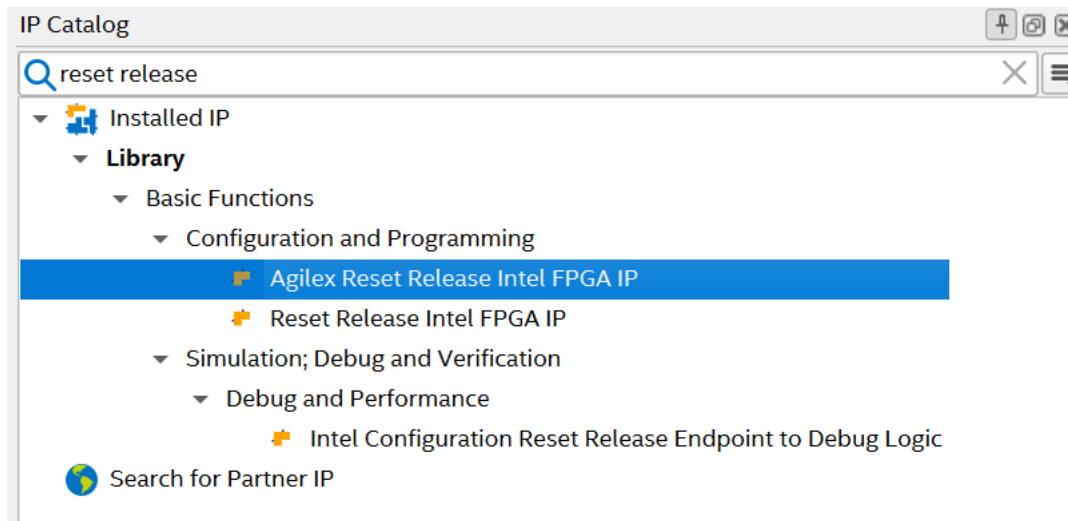 IP Catalog
reset release
Installed IP
Library
Basic Functions
Configuration and Programming
Agilex Reset Release Intel FPGA IP
Reset Release Intel FPGA IP
Simulation; Debug and Verification
Debug and Performance
Intel Configuration Reset Release Endpoint to Debug Logic
Search for Partner IP